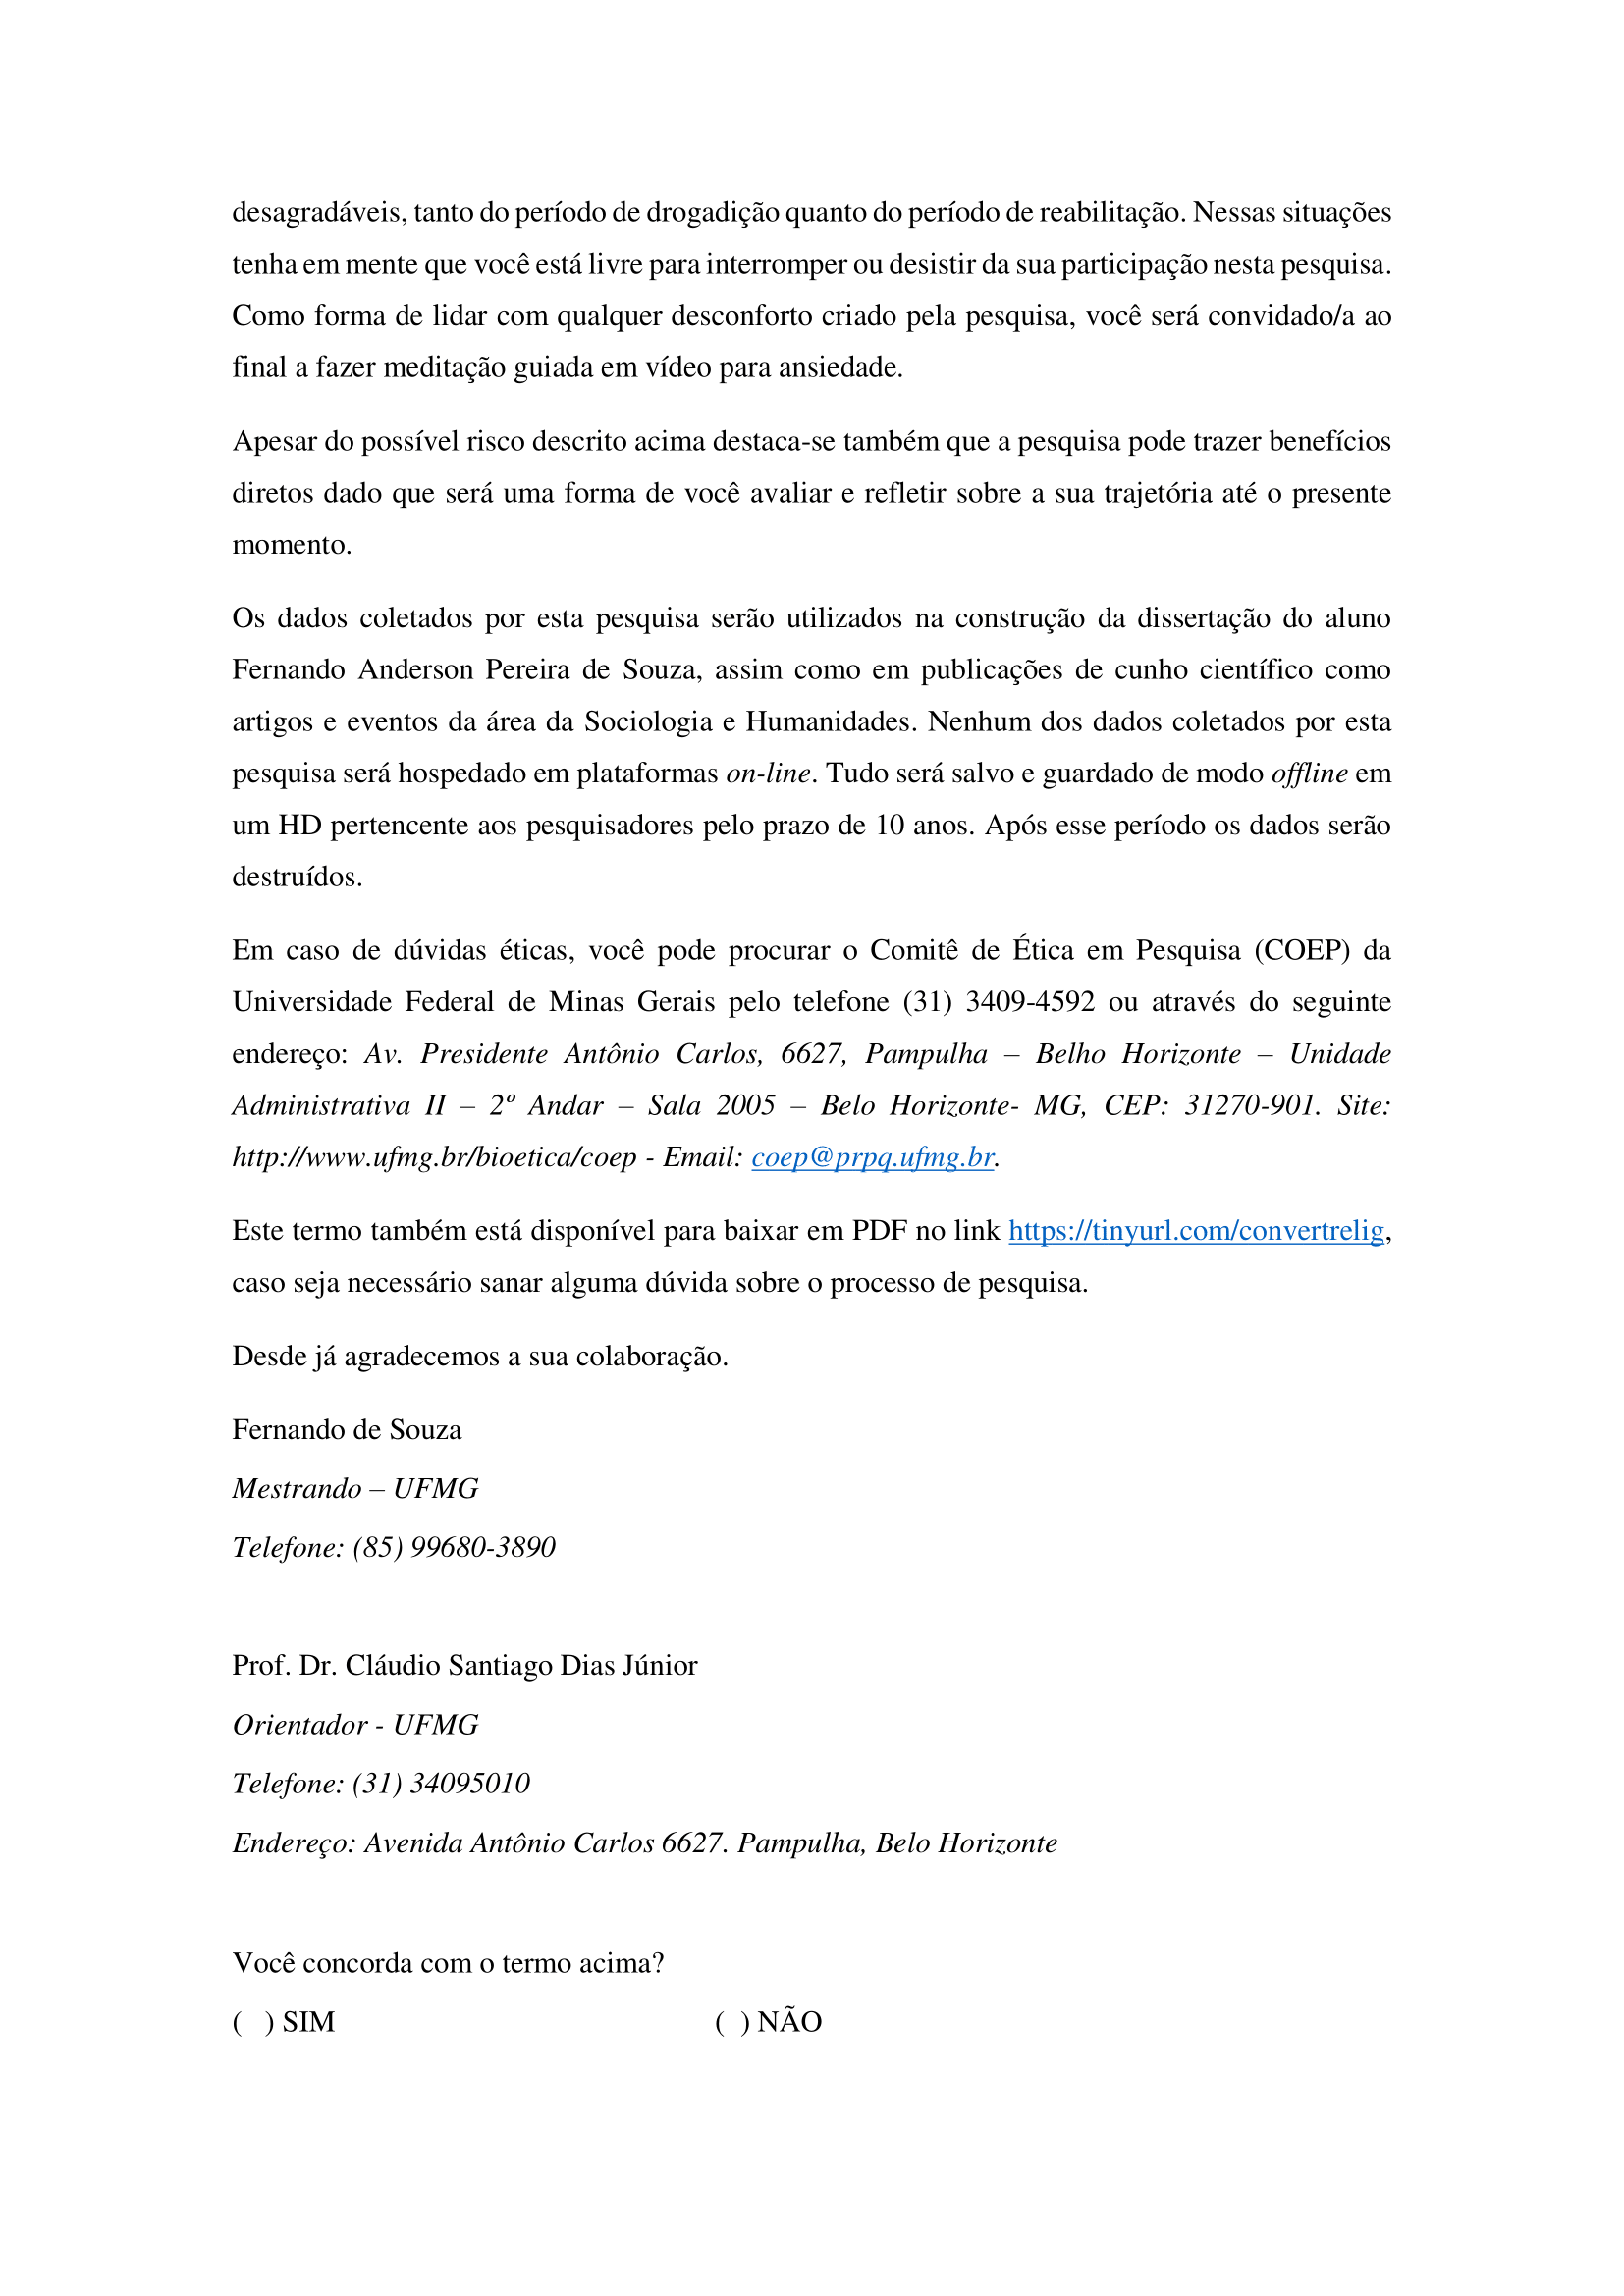 desagradáveis, tanto do período de drogadição quanto do período de reabilitação. Nessas situações
tenha em mente que você está livre para interromper ou desistir da sua participação nesta pesquisa.
Como forma de lidar com qualquer desconforto criado pela pesquisa, você será convidado/a ao
final a fazer meditação guiada em vídeo para ansiedade.
Apesar do possível risco descrito acima destaca-se também que a pesquisa pode trazer benefícios
diretos dado que será uma forma de você avaliar e refletir sobre a sua trajetória até o presente
momento.
Os dados coletados por esta pesquisa serão utilizados na construção da dissertação do aluno
Fernando Anderson Pereira de Souza, assim como em publicações de cunho científico como
artigos e eventos da área da Sociologia e Humanidades. Nenhum dos dados coletados por esta
pesquisa será hospedado em plataformas on-line. Tudo será salvo e guardado de modo offline em
um HD pertencente aos pesquisadores pelo prazo de 10 anos. Após esse período os dados serão
destruídos.
Em caso de dúvidas éticas, você pode procurar o Comitê de Ética em Pesquisa (COEP) da
Universidade Federal de Minas Gerais pelo telefone (31) 3409-4592 ou através do seguinte
endereço: Av. Presidente Antônio Carlos, 6627, Pampulha – Belho Horizonte – Unidade
Administrativa II – 2º Andar – Sala 2005 – Belo Horizonte- MG, CEP: 31270-901. Site:
http://www.ufmg.br/bioetica/coep - Email: coep@prpq.ufmg.br.
Este termo também está disponível para baixar em PDF no link https://tinyurl.com/convertrelig,
caso seja necessário sanar alguma dúvida sobre o processo de pesquisa.
Desde já agradecemos a sua colaboração.
Fernando de Souza
Mestrando – UFMG
Telefone: (85) 99680-3890
Prof. Dr. Cláudio Santiago Dias Júnior
Orientador - UFMG
Telefone: (31) 34095010
Endereço: Avenida Antônio Carlos 6627. Pampulha, Belo Horizonte
Você concorda com o termo acima?
(   ) SIM (  ) NÃO